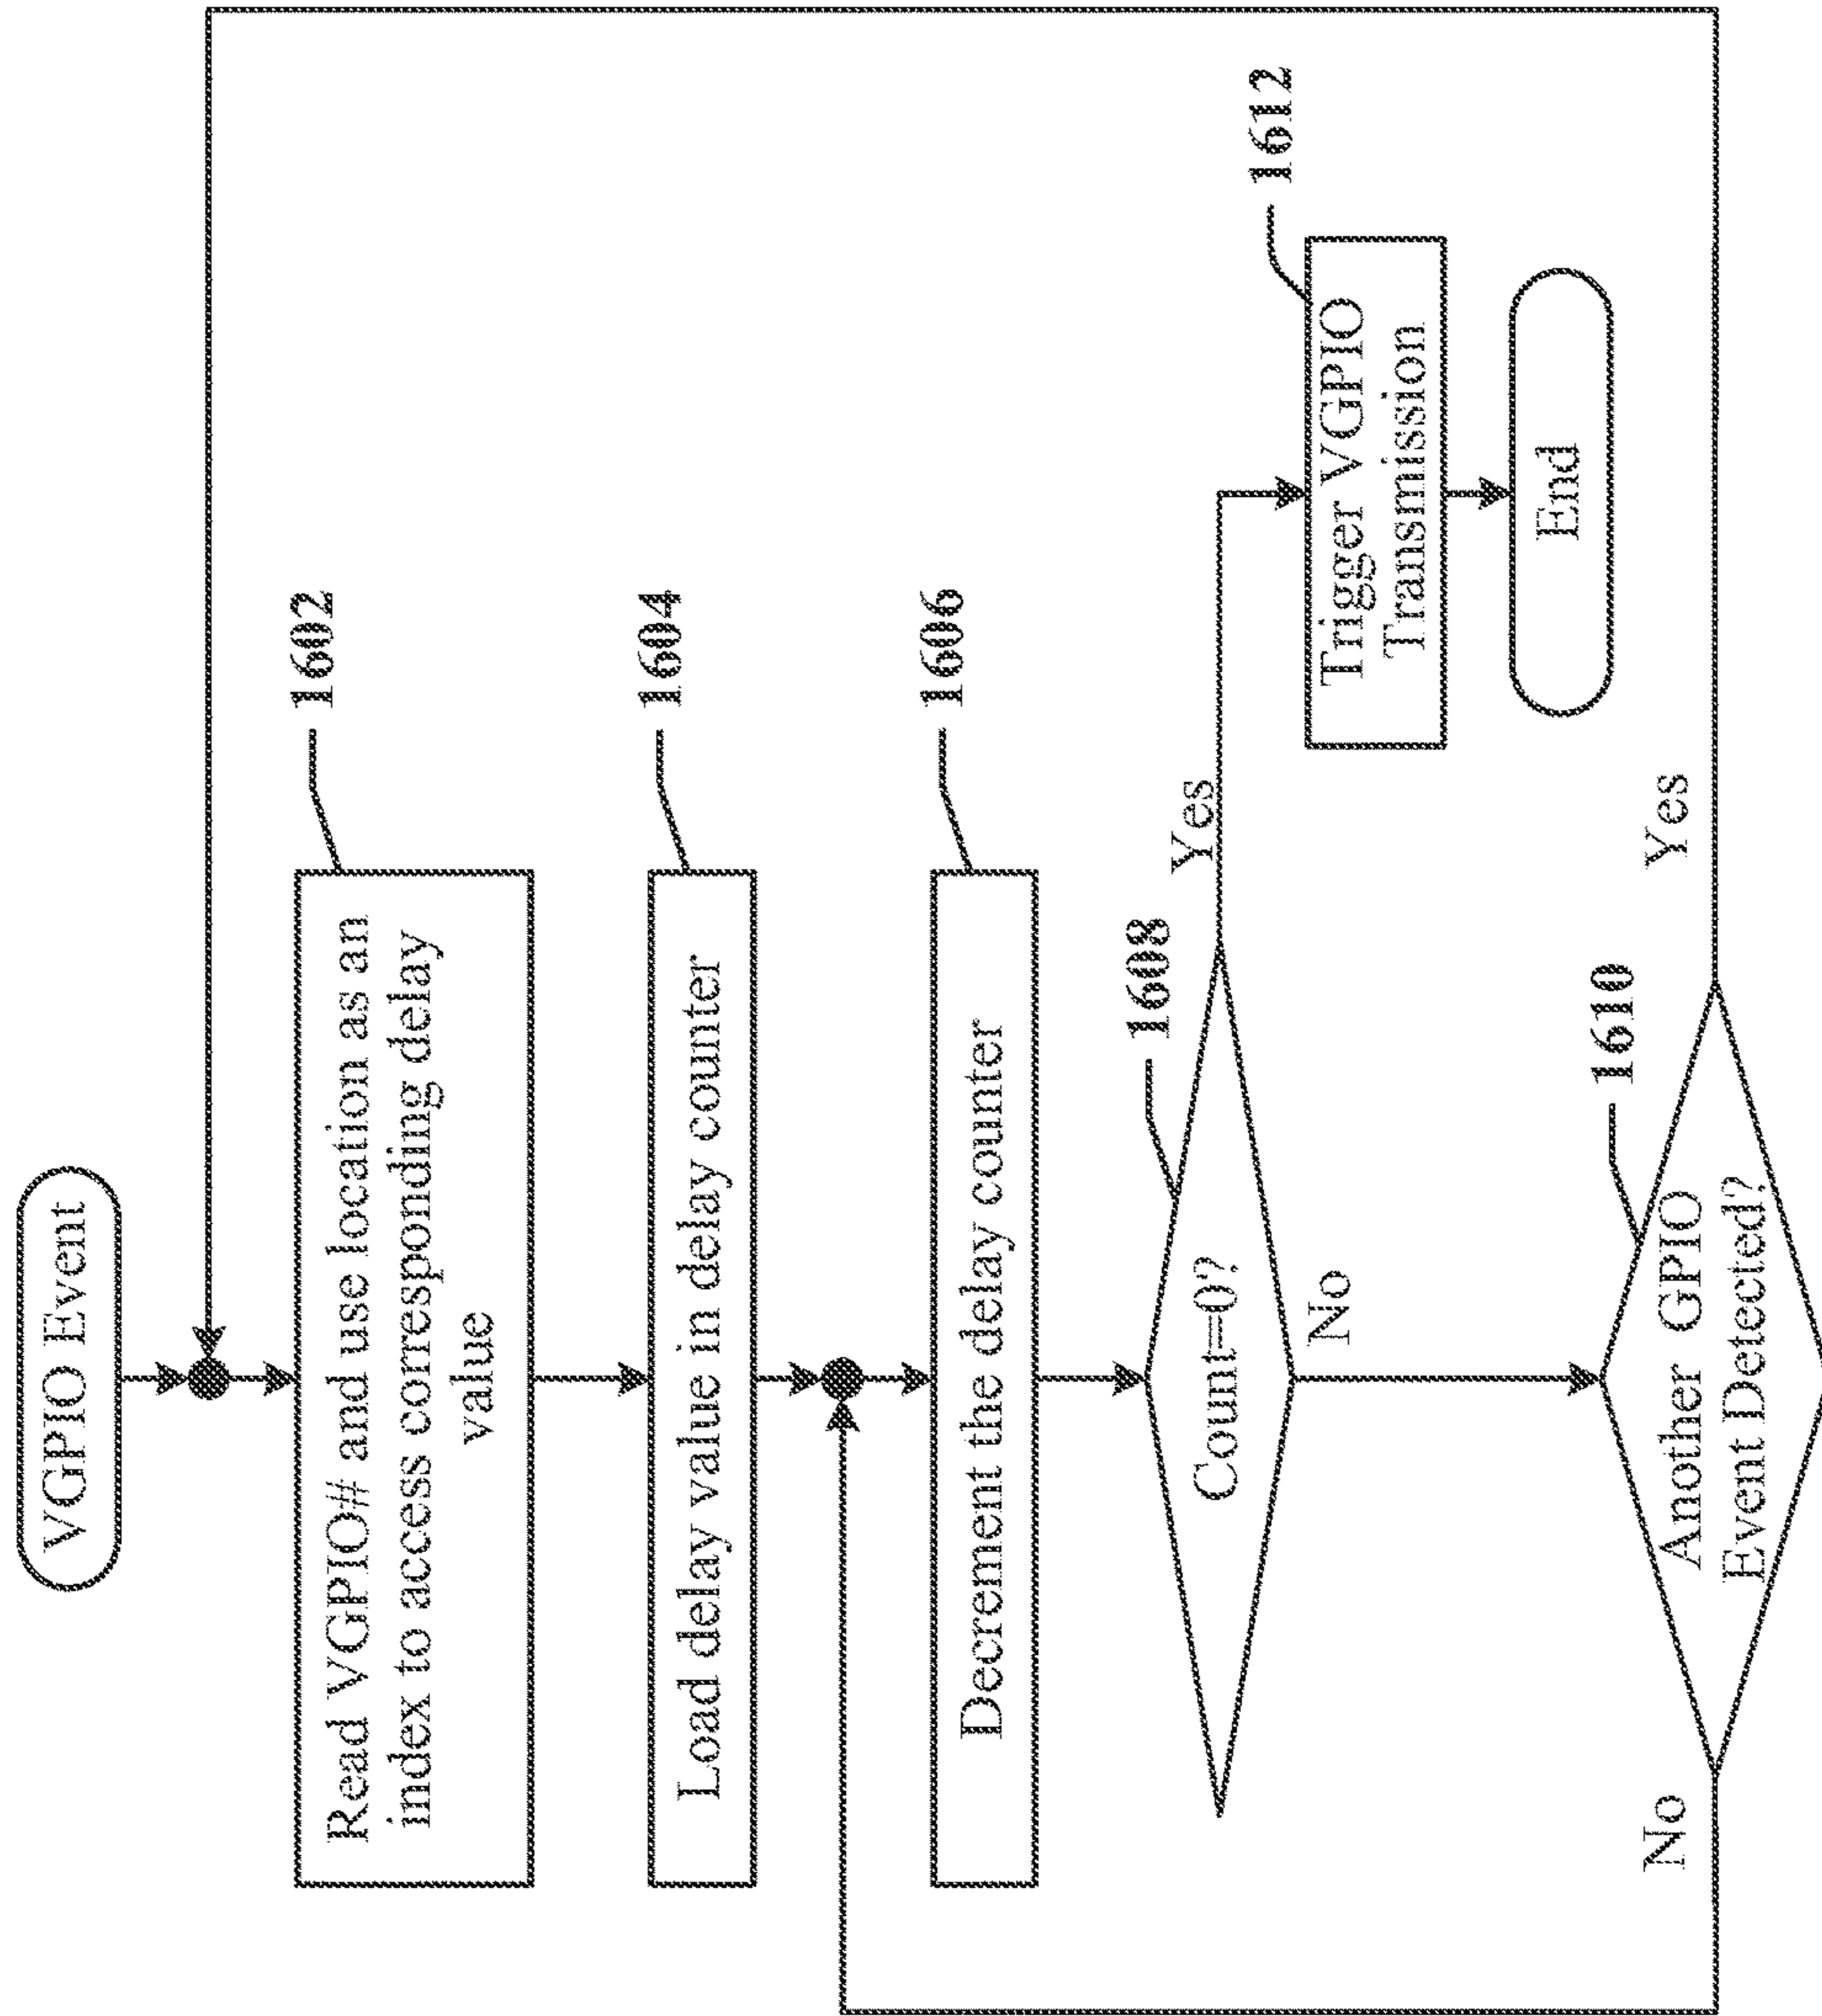 VGPIO Event
Read VGPIO# and use location as an
index to access corresponding delay
value
1602
Load delay value in delay counter
1604
Decrement the delay counter
1606
Count=0?
1608
Yes
No
Trigger VGPIO
Transmission
1612
End
Another GPIO
Event Detected?
1610
Yes
No